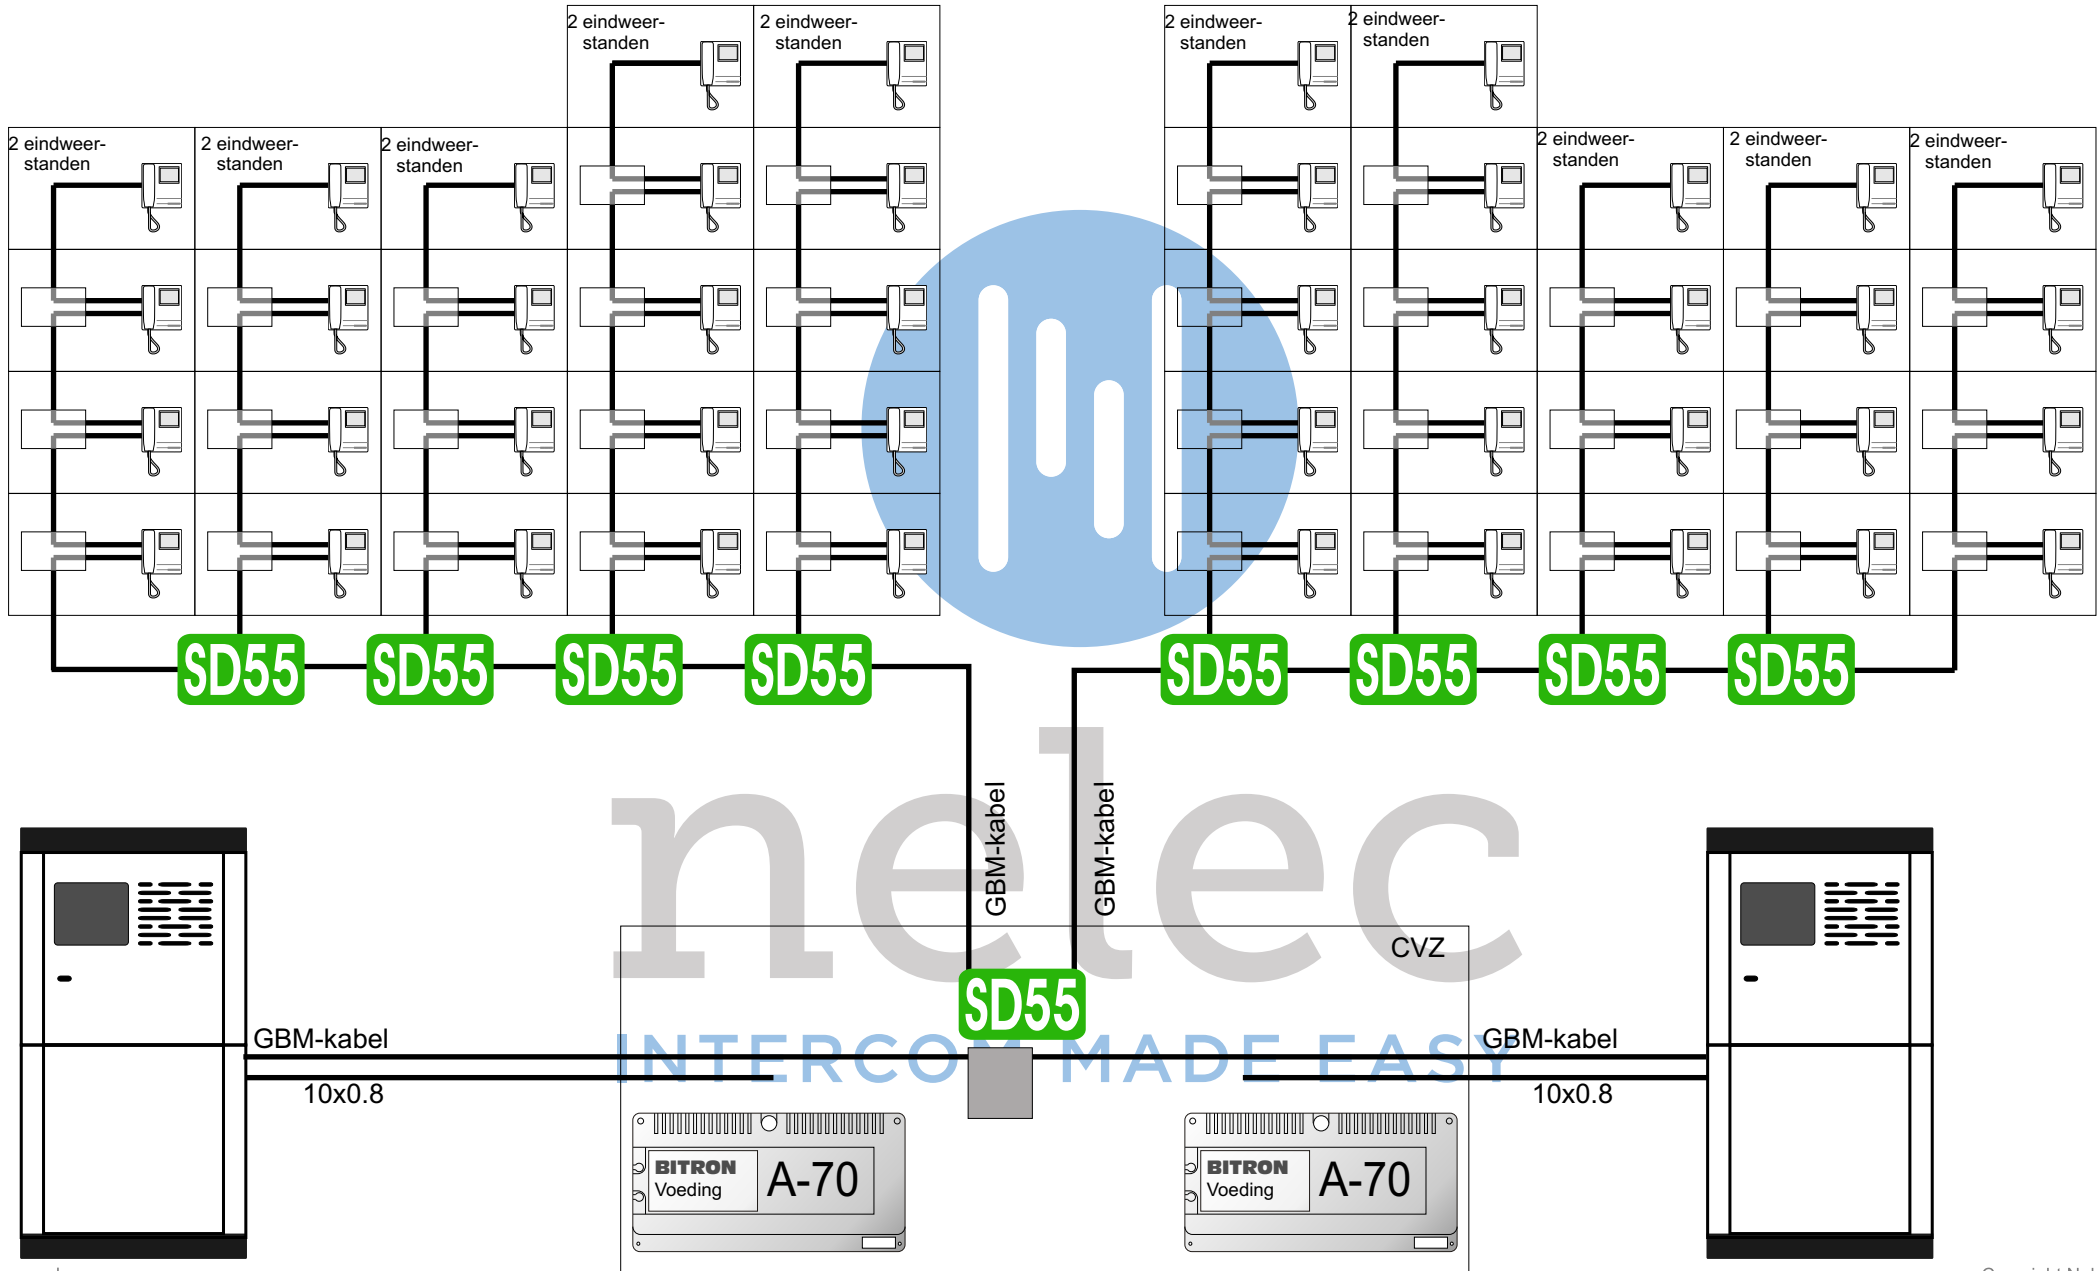 2 eindweer-
standen
2 eindweer-
standen
2 eindweer-
standen
2 eindweer-
standen
2 eindweer-
standen
2 eindweer-
standen
2 eindweer-
standen
2 eindweer-
standen
2 eindweer-
standen
2 eindweer-
standen
SD55
SD55
SD55
SD55
SD55
SD55
SD55
SD55
GBM-kabel
GBM-kabel
nelec
CVZ
SD55
INTERCOM MADE EASY
GBM-kabel
10x0.8
GBM-kabel
10x0.8
BITRON
Voeding
A-70
BITRON
Voeding
A-70